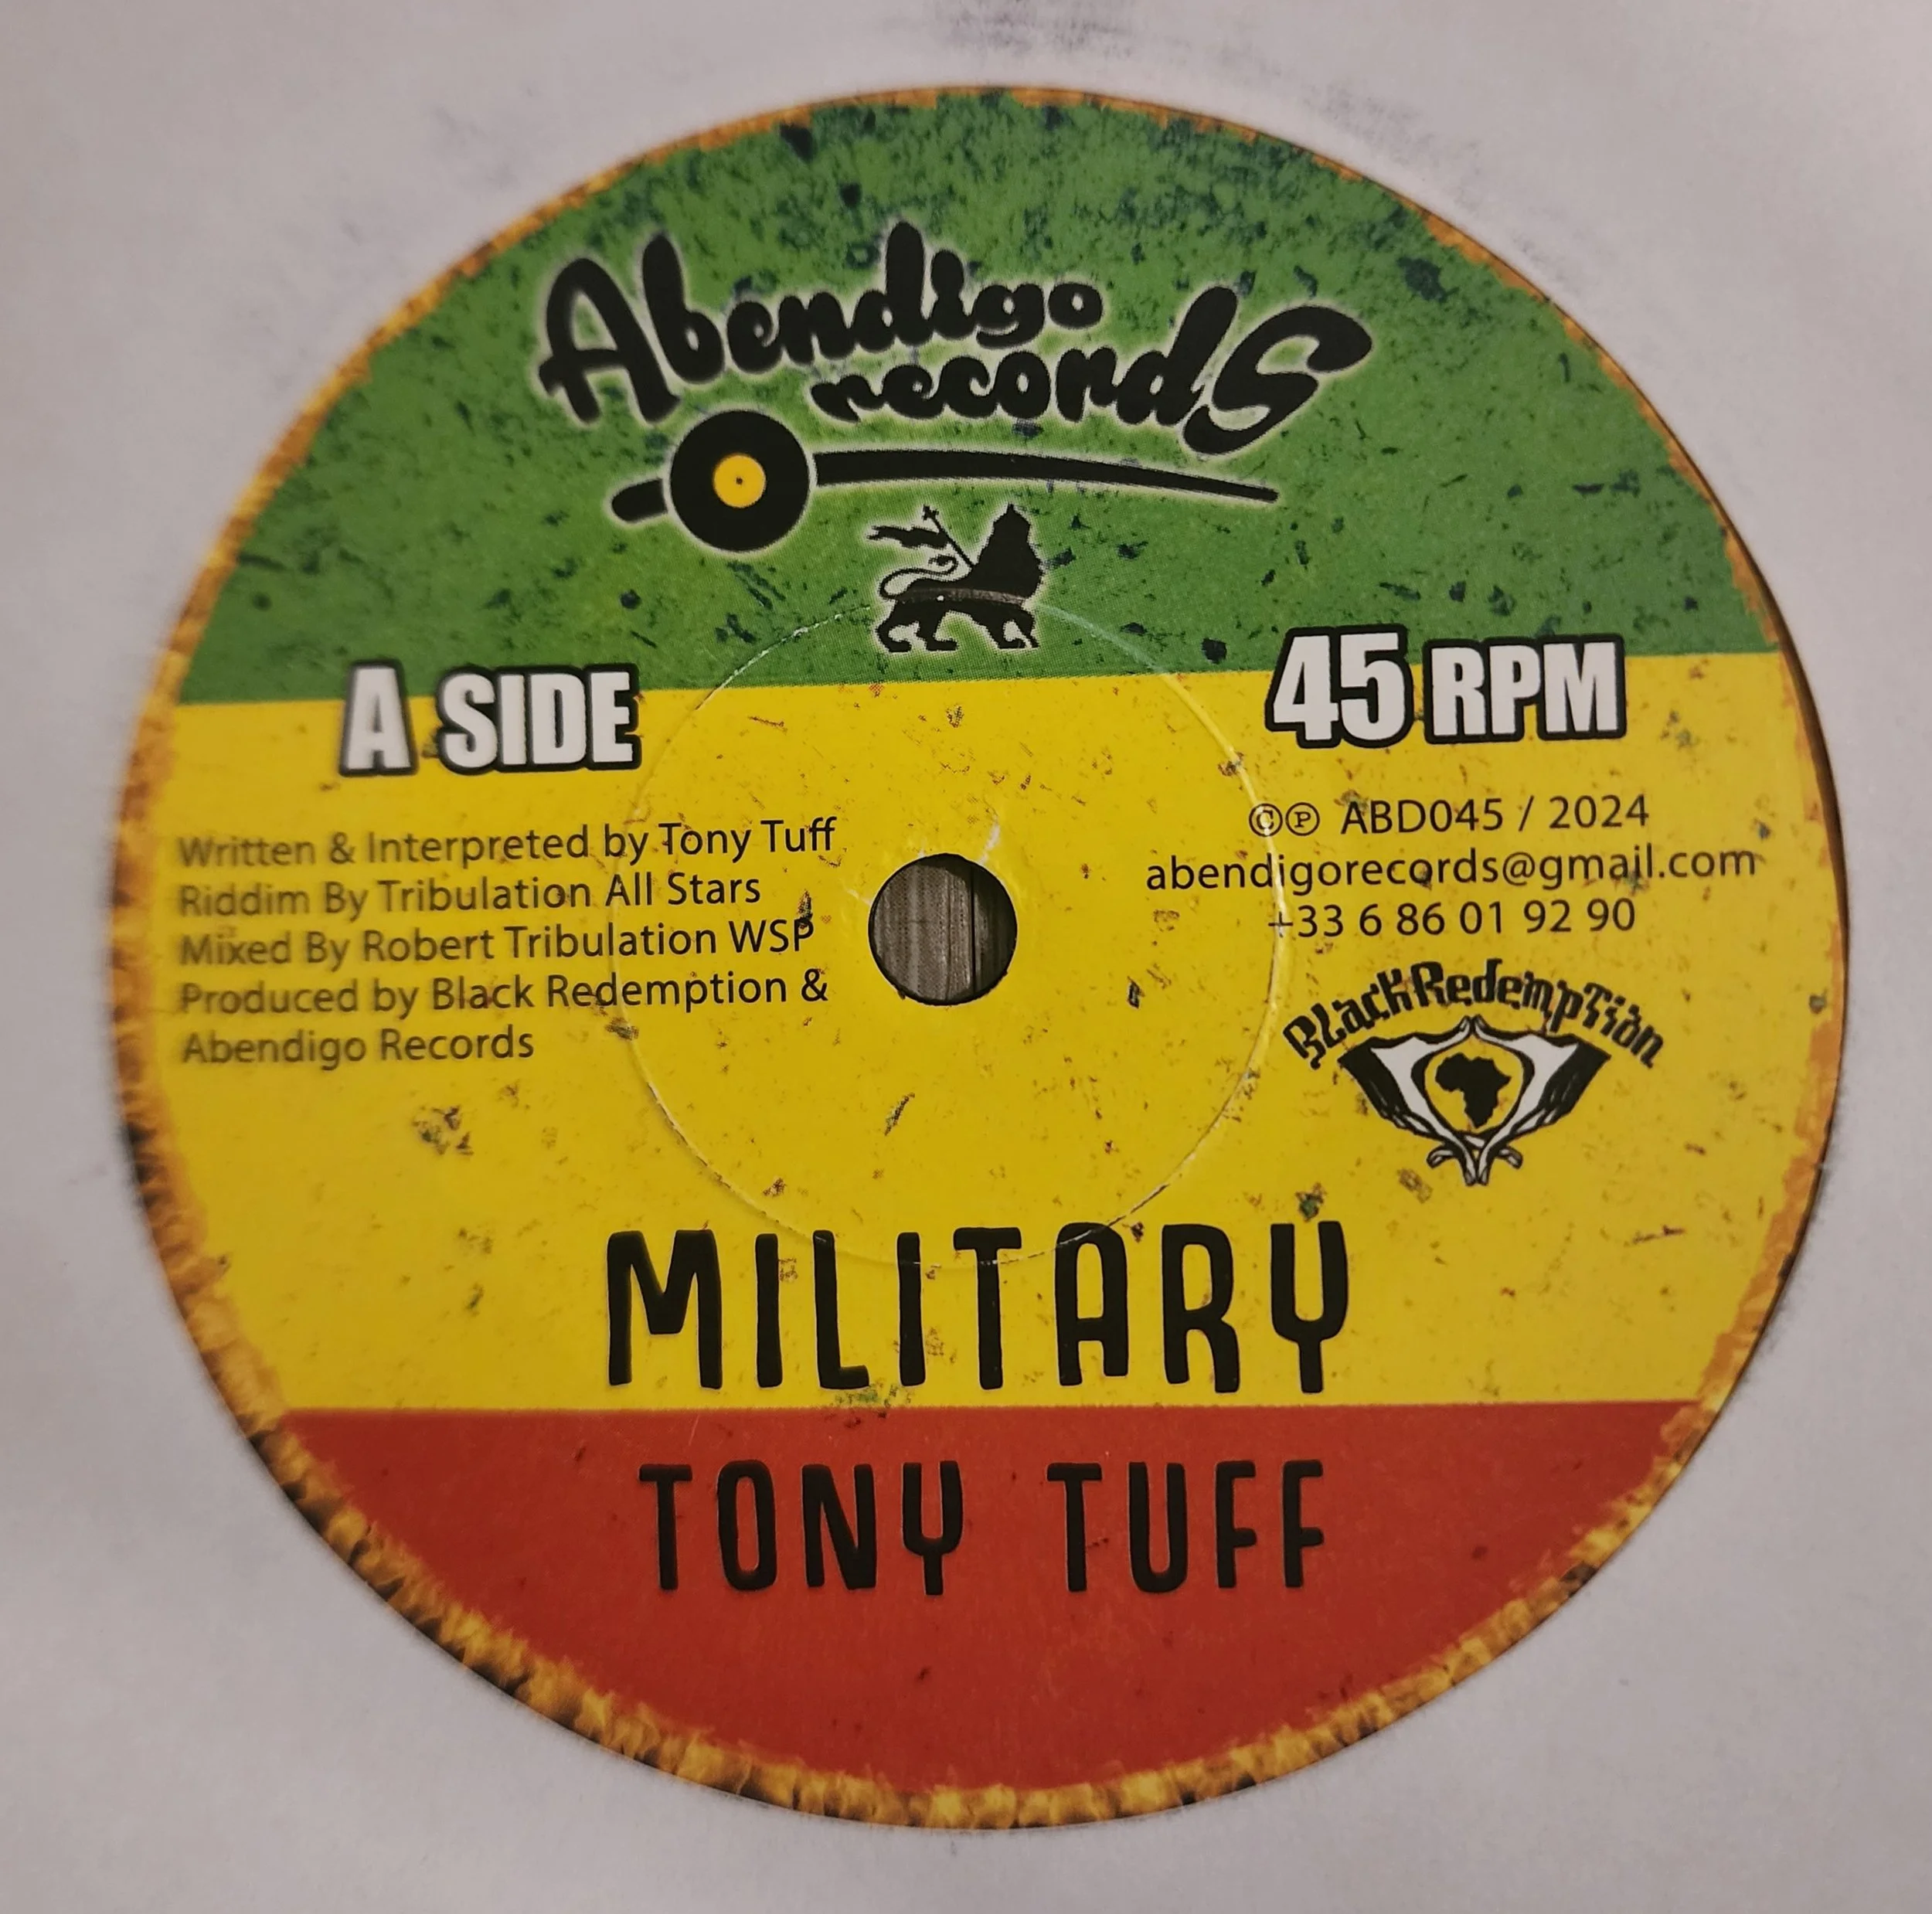 Abendigo
records
A SIDE
45 RPM
Written & Interpreted by Tony Tuff
Riddim By Tribulation All Stars
Mixed By Robert Tribulation WSP
Produced by Black Redemption &
Abendigo Records
©℗ ABD045 / 2024
abendigorecords@gmail.com
+33 6 86 01 92 90
BLackRedempTion
MILITARY
TONY TUFF